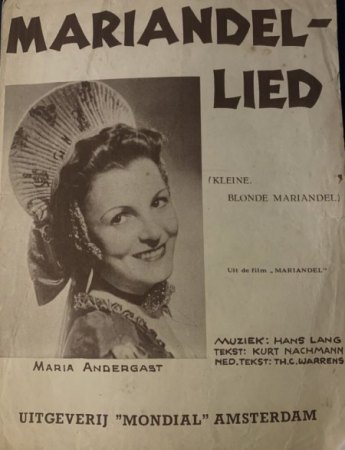 MARIANDEL-
LIED
(KLEINE,
BLONDE MARIANDEL)
Uit de film „MARIANDEL"
MUZIEK: HANS LANG
TEKST: KURT NACHMANN
NED. TEKST: TH.C. WARRENS
MARIA ANDERGAST
UITGEVERIJ "MONDIAL" AMSTERDAM